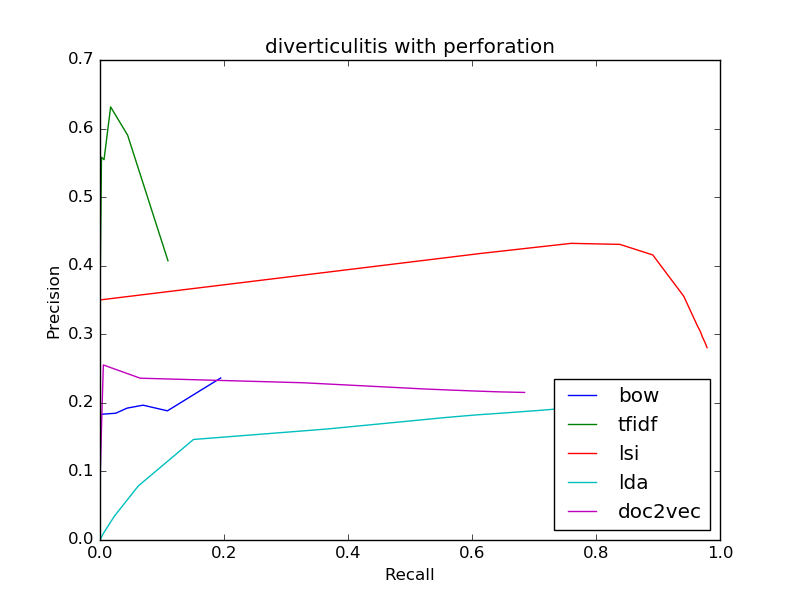 diverticulitis with perforation
0.7
0.6
0.5
0.4
0.3
0.2
0.1
0.0
Precision
0.0 0.2 0.4 0.6 0.8 1.0
Recall
bow
tfidf
lsi
lda
doc2vec